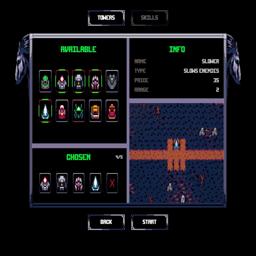 TOWERS SKILLS
AVAILABLE INFO
NAME SLOWER
TYPE SLOWS ENEMIES
PRICE 35
RANGE 2
CHOSEN 5/5
BACK START